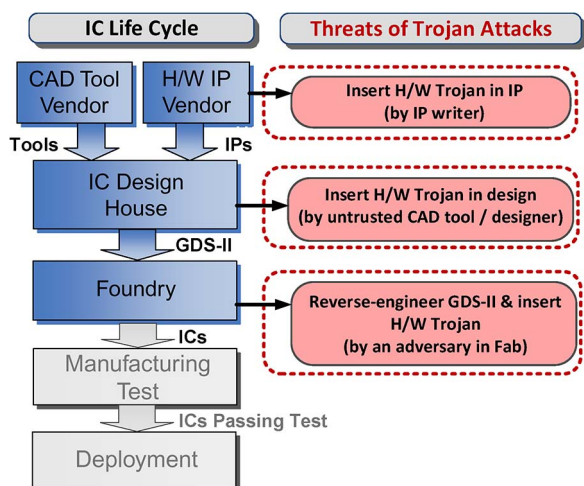 IC Life Cycle
Threats of Trojan Attacks
CAD Tool
Vendor
H/W IP
Vendor
Insert H/W Trojan in IP
(by IP writer)
Tools
IPs
IC Design
House
Insert H/W Trojan in design
(by untrusted CAD tool / designer)
GDS-II
Foundry
Reverse-engineer GDS-II & insert
H/W Trojan
(by an adversary in Fab)
ICs
Manufacturing
Test
ICs Passing Test
Deployment